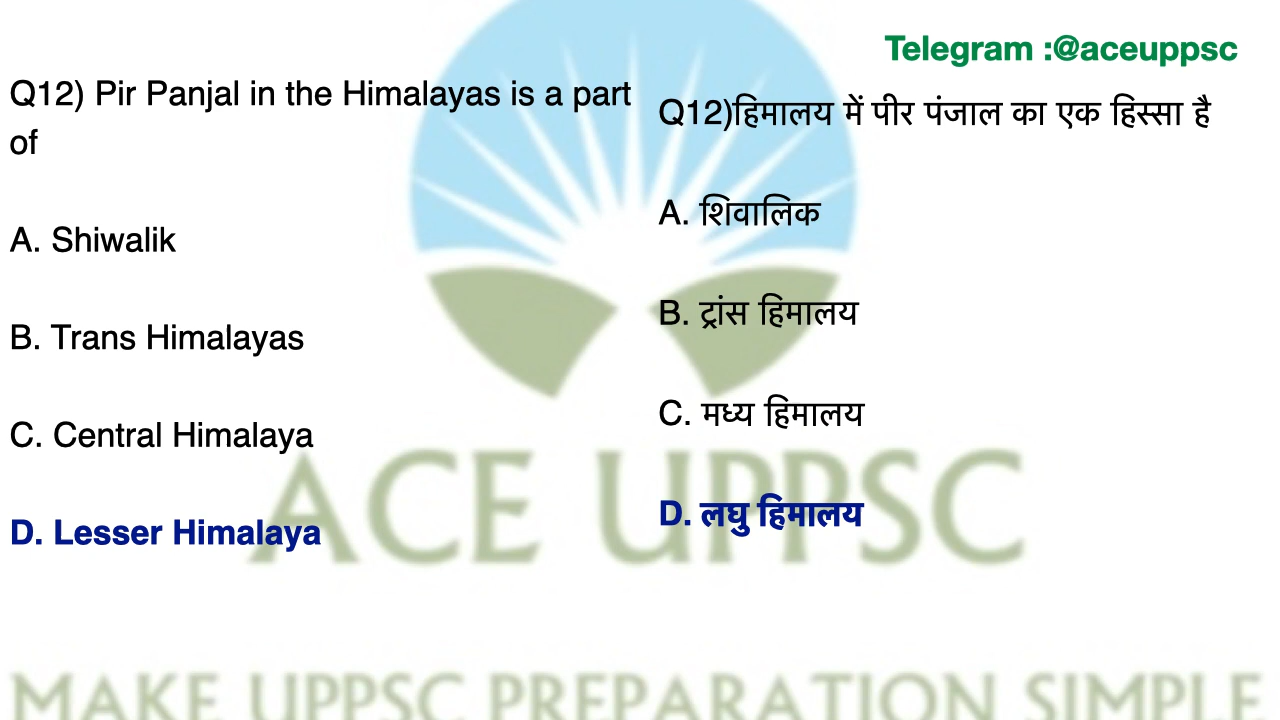 Telegram :@aceuppsc
Q12) Pir Panjal in the Himalayas is a part
of
A. Shiwalik
B. Trans Himalayas
C. Central Himalaya
D. Lesser Himalaya
Q12)हिमालय में पीर पंजाल का एक हिस्सा है
A. शिवालिक
B. ट्रांस हिमालय
C. मध्य हिमालय
D. लघु हिमालय
ACE UPPSC
MAKE UPPSC PREPARATION SIMPLE